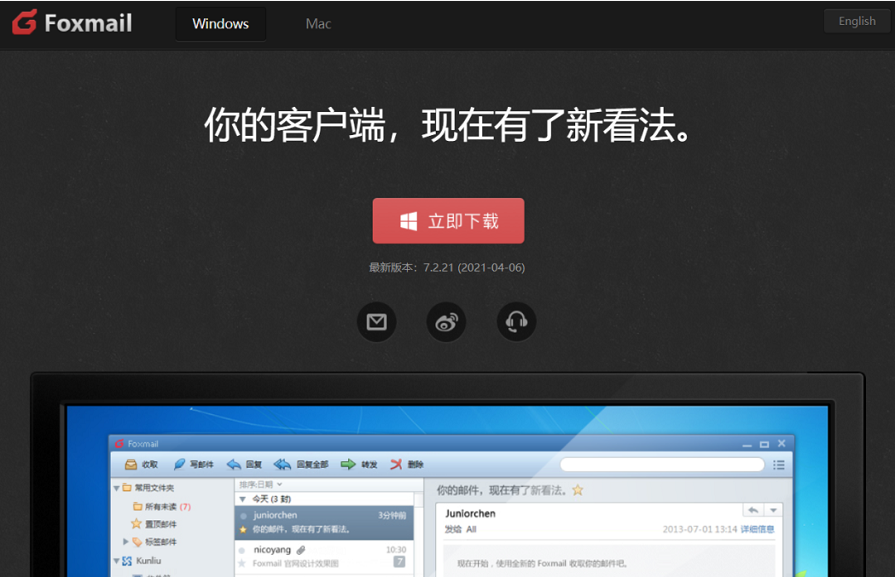 Foxmail
Windows
Mac
English
你的客户端，现在有了新看法。
立即下载
最新版本：7.2.21 (2021-04-06)
Foxmail
收取 写邮件 回复 回复全部 转发 删除
常用文件夹
所有未读 (7)
置顶邮件
标签邮件
Kunliu
排序:日期
今天 (3 封)
juniorchen 3分钟前
你的邮件，现在有了新看法。
nicoyang 10:30
Foxmail 官网设计效果图 7
你的邮件，现在有了新看法。
Juniorchen
发给 All 2013-07-01 13:14 详细信息
现在开始，使用全新的 Foxmail 收取你的邮件吧。